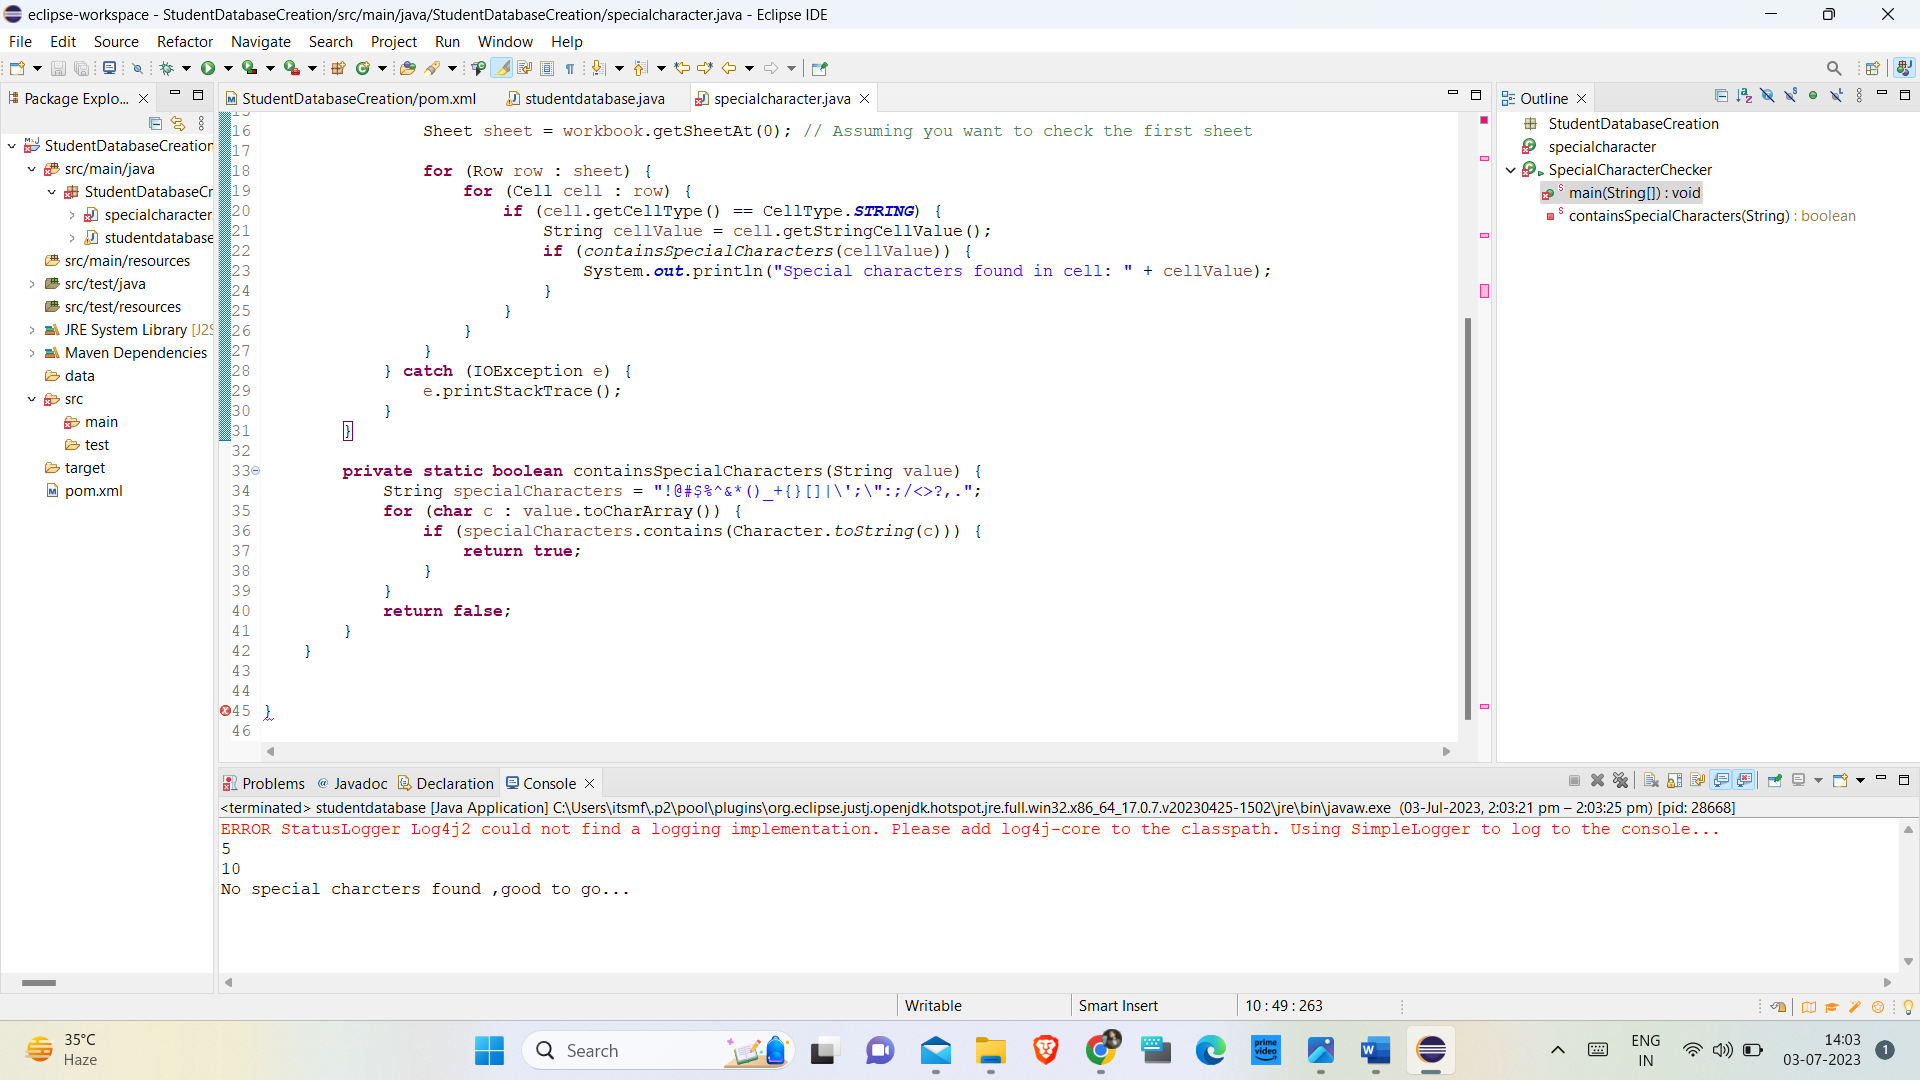 eclipse-workspace - StudentDatabaseCreation/src/main/java/StudentDatabaseCreation/specialcharacter.java - Eclipse IDE
File Edit Source Refactor Navigate Search Project Run Window Help
Package Explo...
StudentDatabaseCreation/pom.xml
studentdatabase.java
specialcharacter.java
Outline
StudentDatabaseCreation
src/main/java
StudentDatabaseCr
specialcharacter
studentdatabase
src/main/resources
src/test/java
src/test/resources
JRE System Library [J2S
Maven Dependencies
data
src
main
test
target
pom.xml
16 Sheet sheet = workbook.getSheetAt(0); // Assuming you want to check the first sheet
17
18 for (Row row : sheet) {
19 for (Cell cell : row) {
20 if (cell.getCellType() == CellType.STRING) {
21 String cellValue = cell.getStringCellValue();
22 if (containsSpecialCharacters(cellValue)) {
23 System.out.println("Special characters found in cell: " + cellValue);
24 }
25 }
26 }
27 }
28 } catch (IOException e) {
29 e.printStackTrace();
30 }
31 }
32
33 private static boolean containsSpecialCharacters(String value) {
34 String specialCharacters = "!@#$%^&*()_+{}[]|\';\":;/<>?,.";
35 for (char c : value.toCharArray()) {
36 if (specialCharacters.contains(Character.toString(c))) {
37 return true;
38 }
39 }
40 return false;
41 }
42 }
43
44
45 }
46
StudentDatabaseCreation
specialcharacter
SpecialCharacterChecker
main(String[]) : void
containsSpecialCharacters(String) : boolean
Problems @ Javadoc Declaration Console
<terminated> studentdatabase [Java Application] C:\Users\itsmf\.p2\pool\plugins\org.eclipse.justj.openjdk.hotspot.jre.full.win32.x86_64_17.0.7.v20230425-1502\jre\bin\javaw.exe (03-Jul-2023, 2:03:21 pm – 2:03:25 pm) [pid: 28668]
ERROR StatusLogger Log4j2 could not find a logging implementation. Please add log4j-core to the classpath. Using SimpleLogger to log to the console...
5
10
No special charcters found ,good to go...
Writable Smart Insert 10 : 49 : 263
35°C
Haze
Search
prime video
ENG
IN
14:03
03-07-2023
1